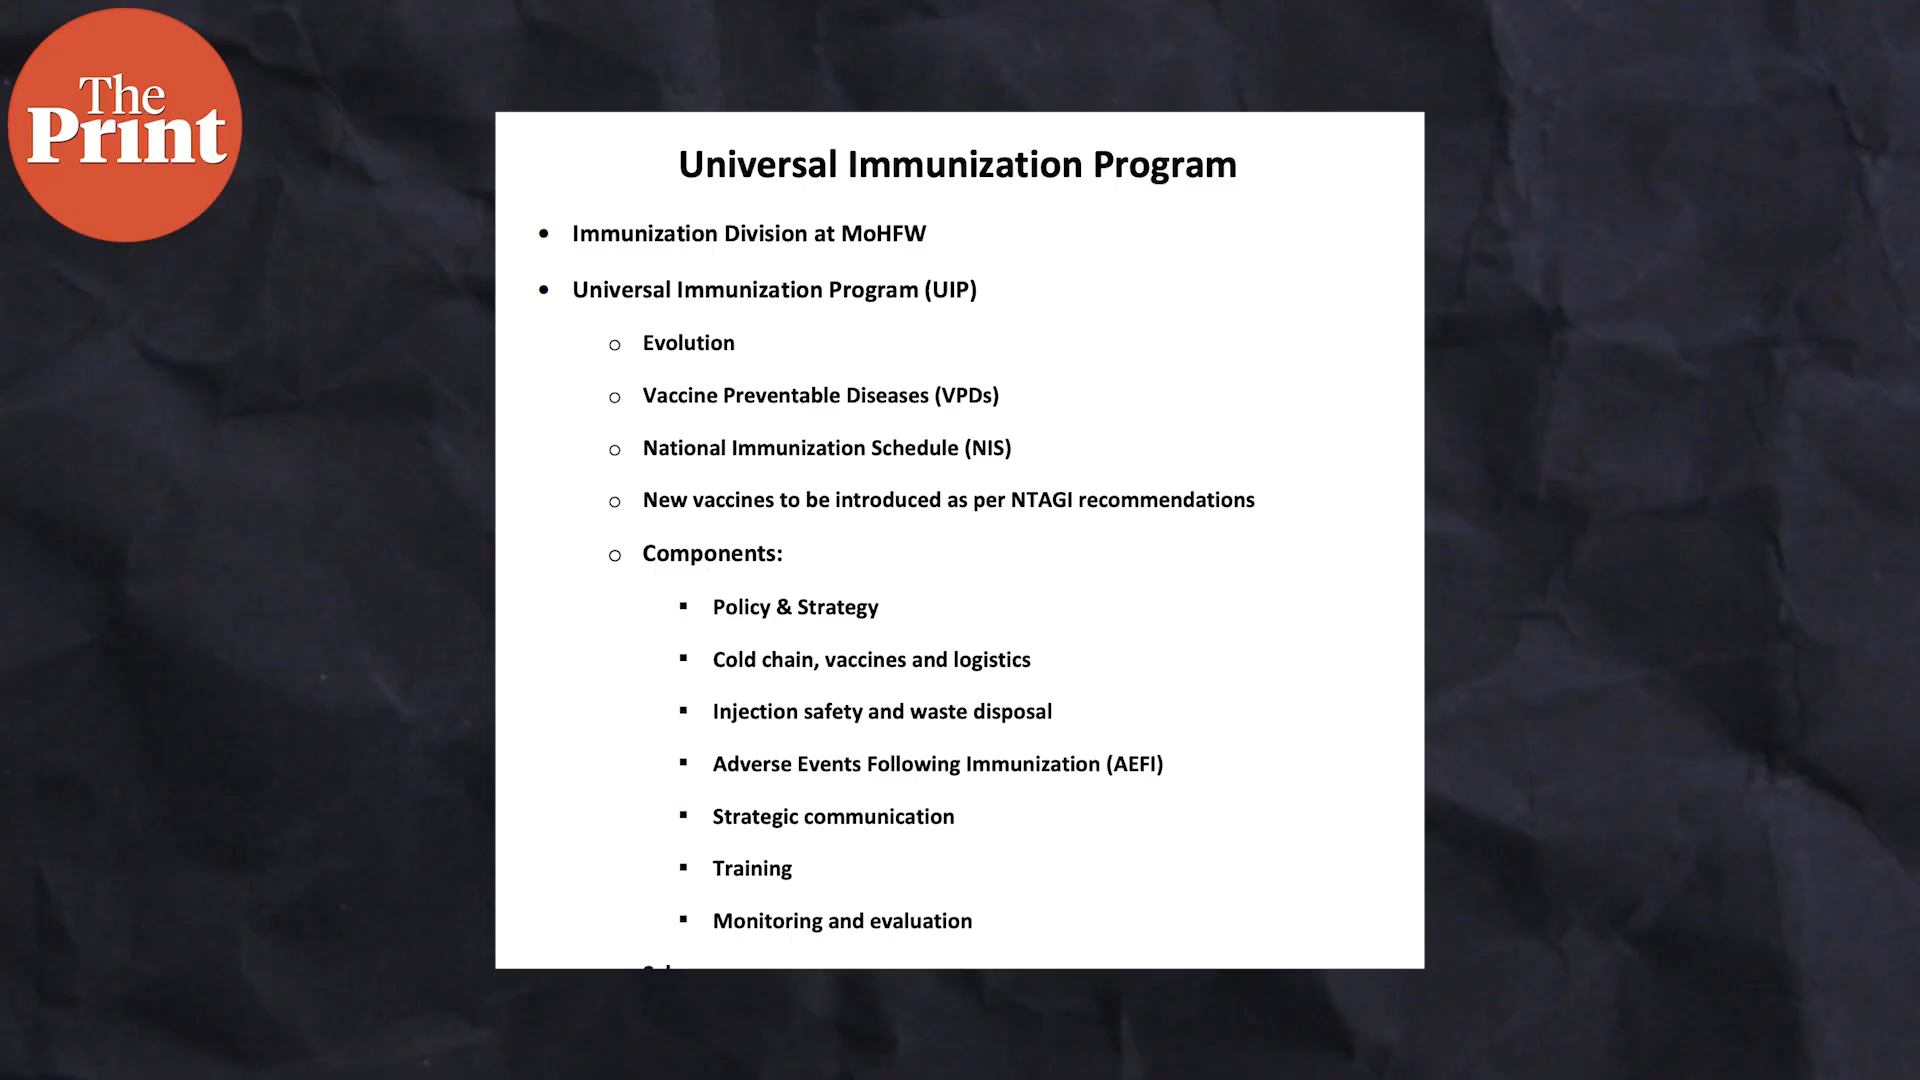 The
Print
Universal Immunization Program
• Immunization Division at MoHFW
• Universal Immunization Program (UIP)
o Evolution
o Vaccine Preventable Diseases (VPDs)
o National Immunization Schedule (NIS)
o New vaccines to be introduced as per NTAGI recommendations
o Components:
▪ Policy & Strategy
▪ Cold chain, vaccines and logistics
▪ Injection safety and waste disposal
▪ Adverse Events Following Immunization (AEFI)
▪ Strategic communication
▪ Training
▪ Monitoring and evaluation